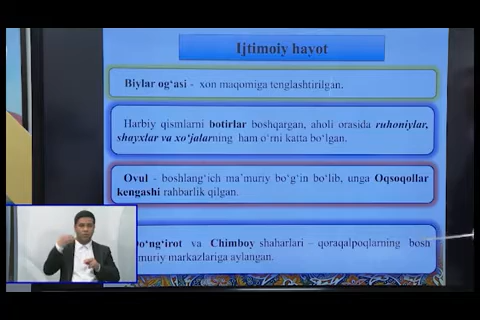 Ijtimoiy hayot
Biylar og‘asi - xon maqomiga tenglashtirilgan.
Harbiy qismlarni botirlar boshqargan, aholi orasida ruhoniylar,
shayxlar va xo‘jalarning ham o‘rni katta bo‘lgan.
Ovul - boshlang‘ich ma’muriy bo‘g‘in bo‘lib, unga Oqsoqollar
kengashi rahbarlik qilgan.
o‘ng‘irot va Chimboy shaharlari - qoraqalpoqlarning bosh
muriy markazlariga aylangan.